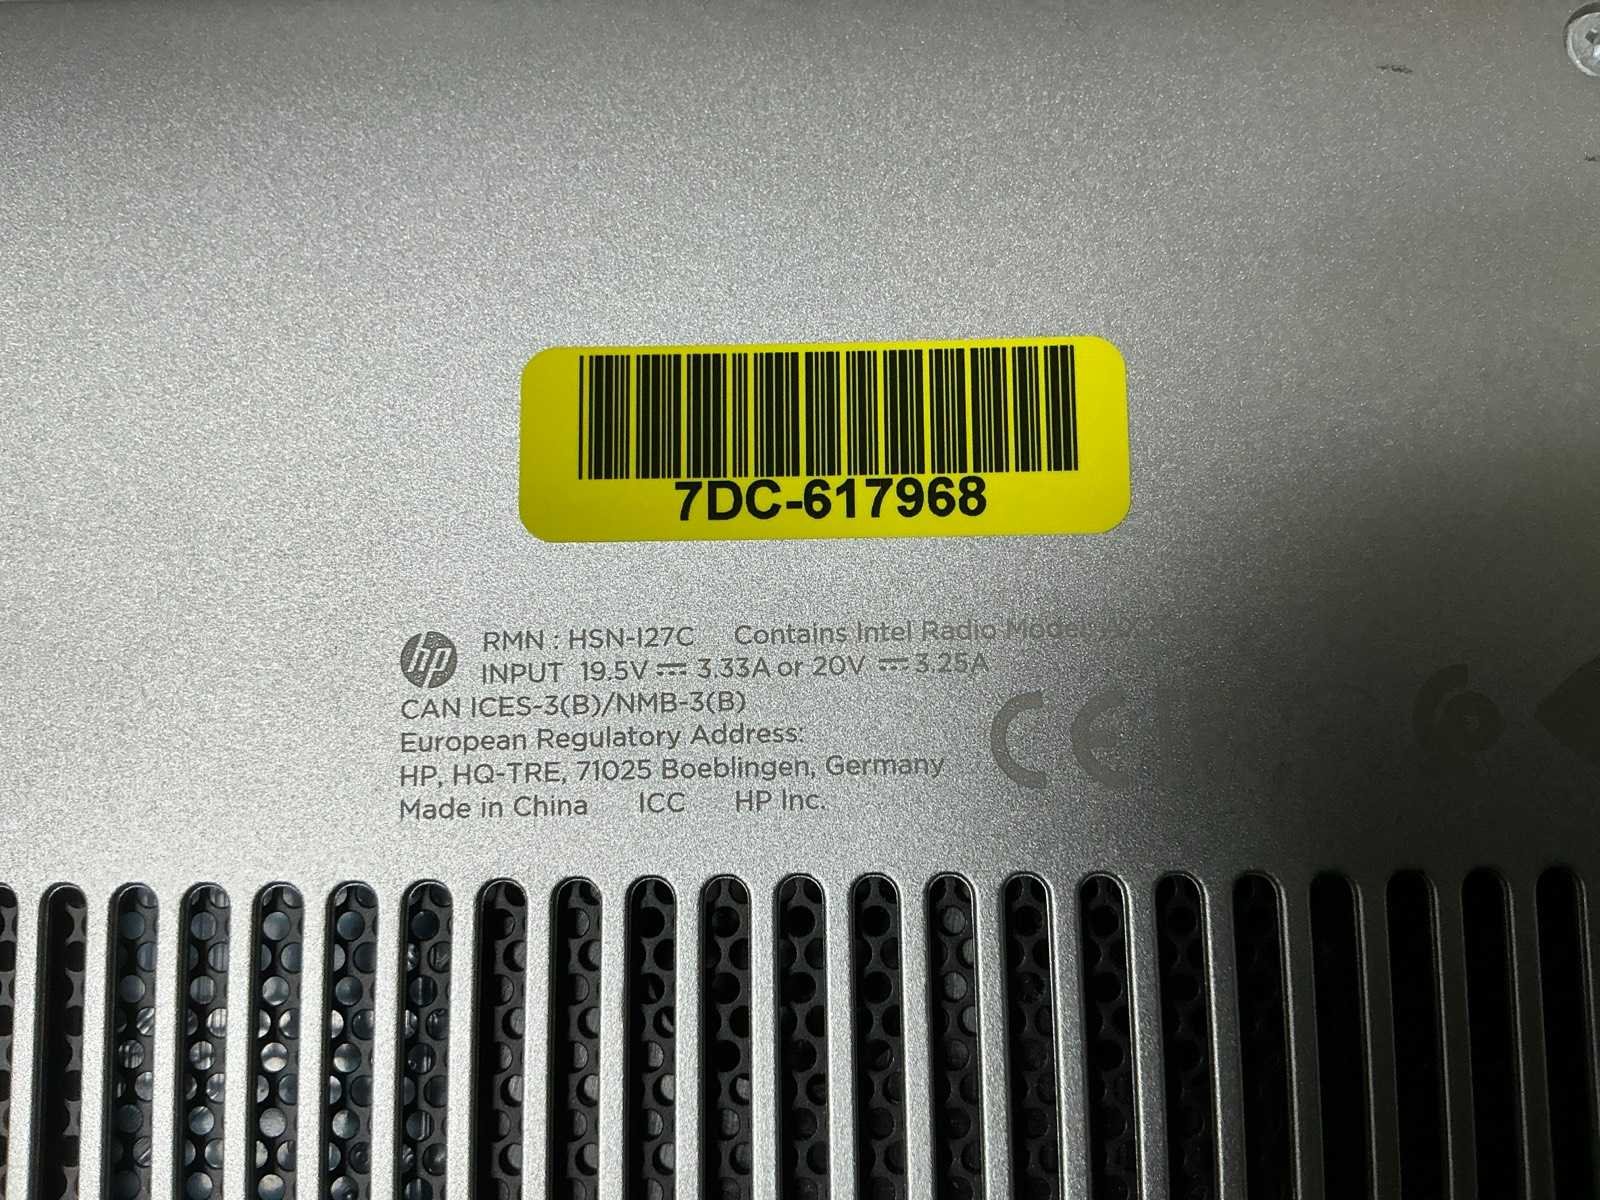 7DC-617968
hp RMN : HSN-I27C Contains Intel Radio Model
INPUT 19.5V ⎓ 3.33A or 20V ⎓ 3.25A
CAN ICES-3(B)/NMB-3(B)
European Regulatory Address:
HP, HQ-TRE, 71025 Boeblingen, Germany
Made in China ICC HP Inc.
CE